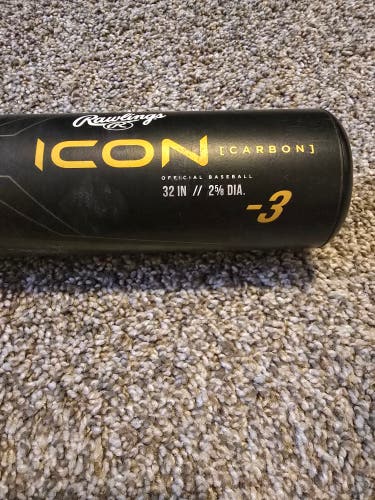 Rawlings
R
ICON [CARBON]
OFFICIAL BASEBALL
32 IN // 2⅝ DIA.
-3